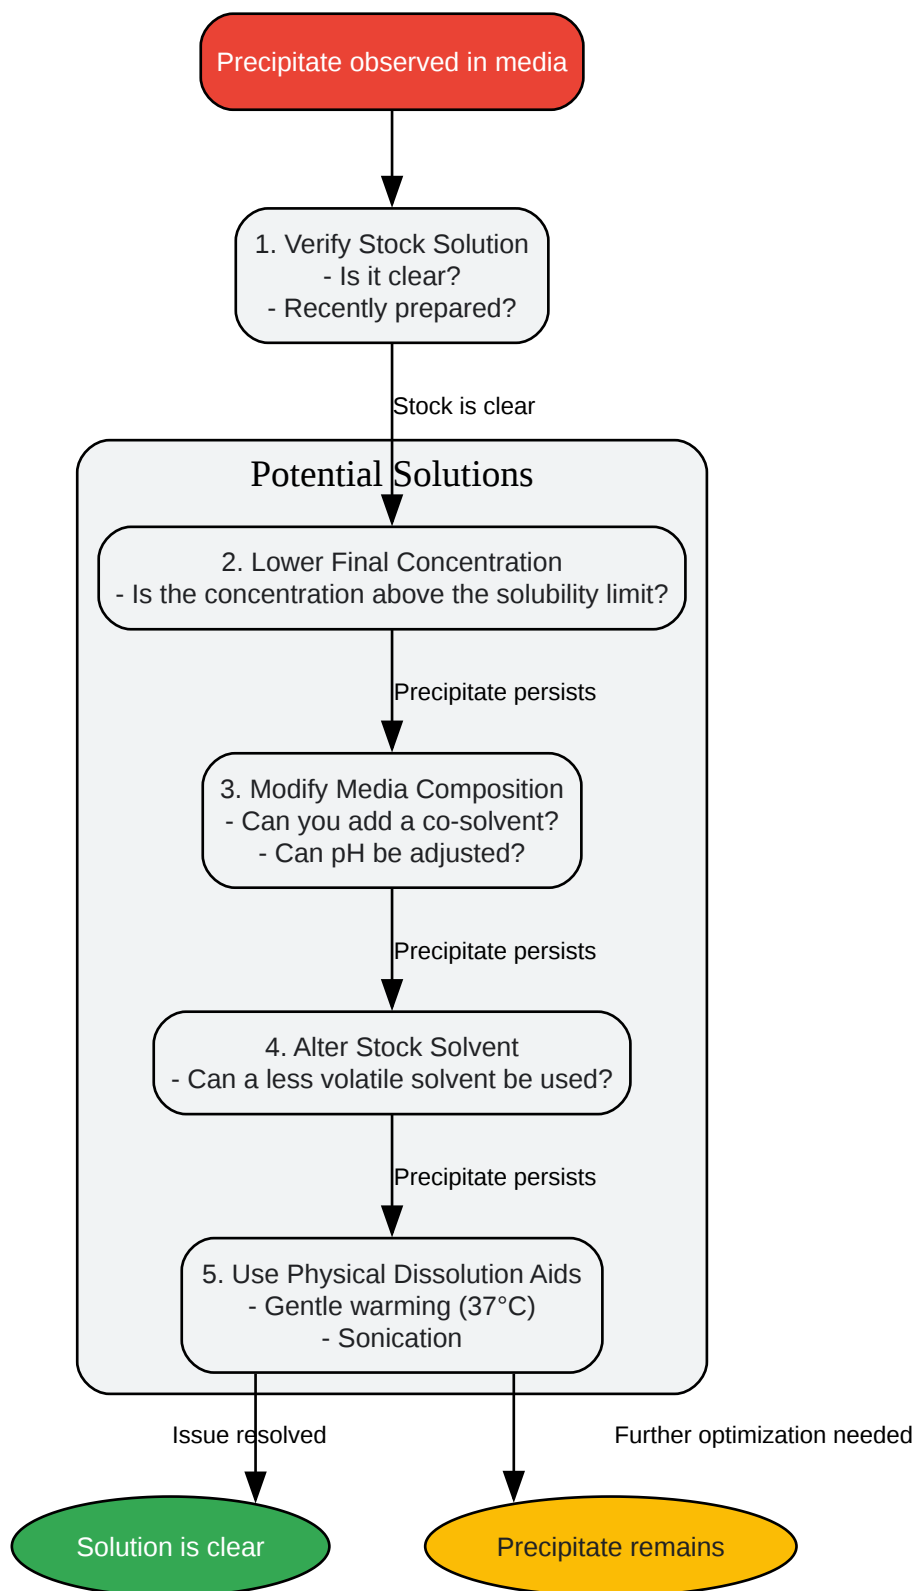 Precipitate observed in media
1. Verify Stock Solution
- Is it clear?
- Recently prepared?
Stock is clear
Potential Solutions
2. Lower Final Concentration
- Is the concentration above the solubility limit?
Precipitate persists
3. Modify Media Composition
- Can you add a co-solvent?
- Can pH be adjusted?
Precipitate persists
4. Alter Stock Solvent
- Can a less volatile solvent be used?
Precipitate persists
5. Use Physical Dissolution Aids
- Gentle warming (37°C)
- Sonication
Issue resolved
Further optimization needed
Solution is clear
Precipitate remains